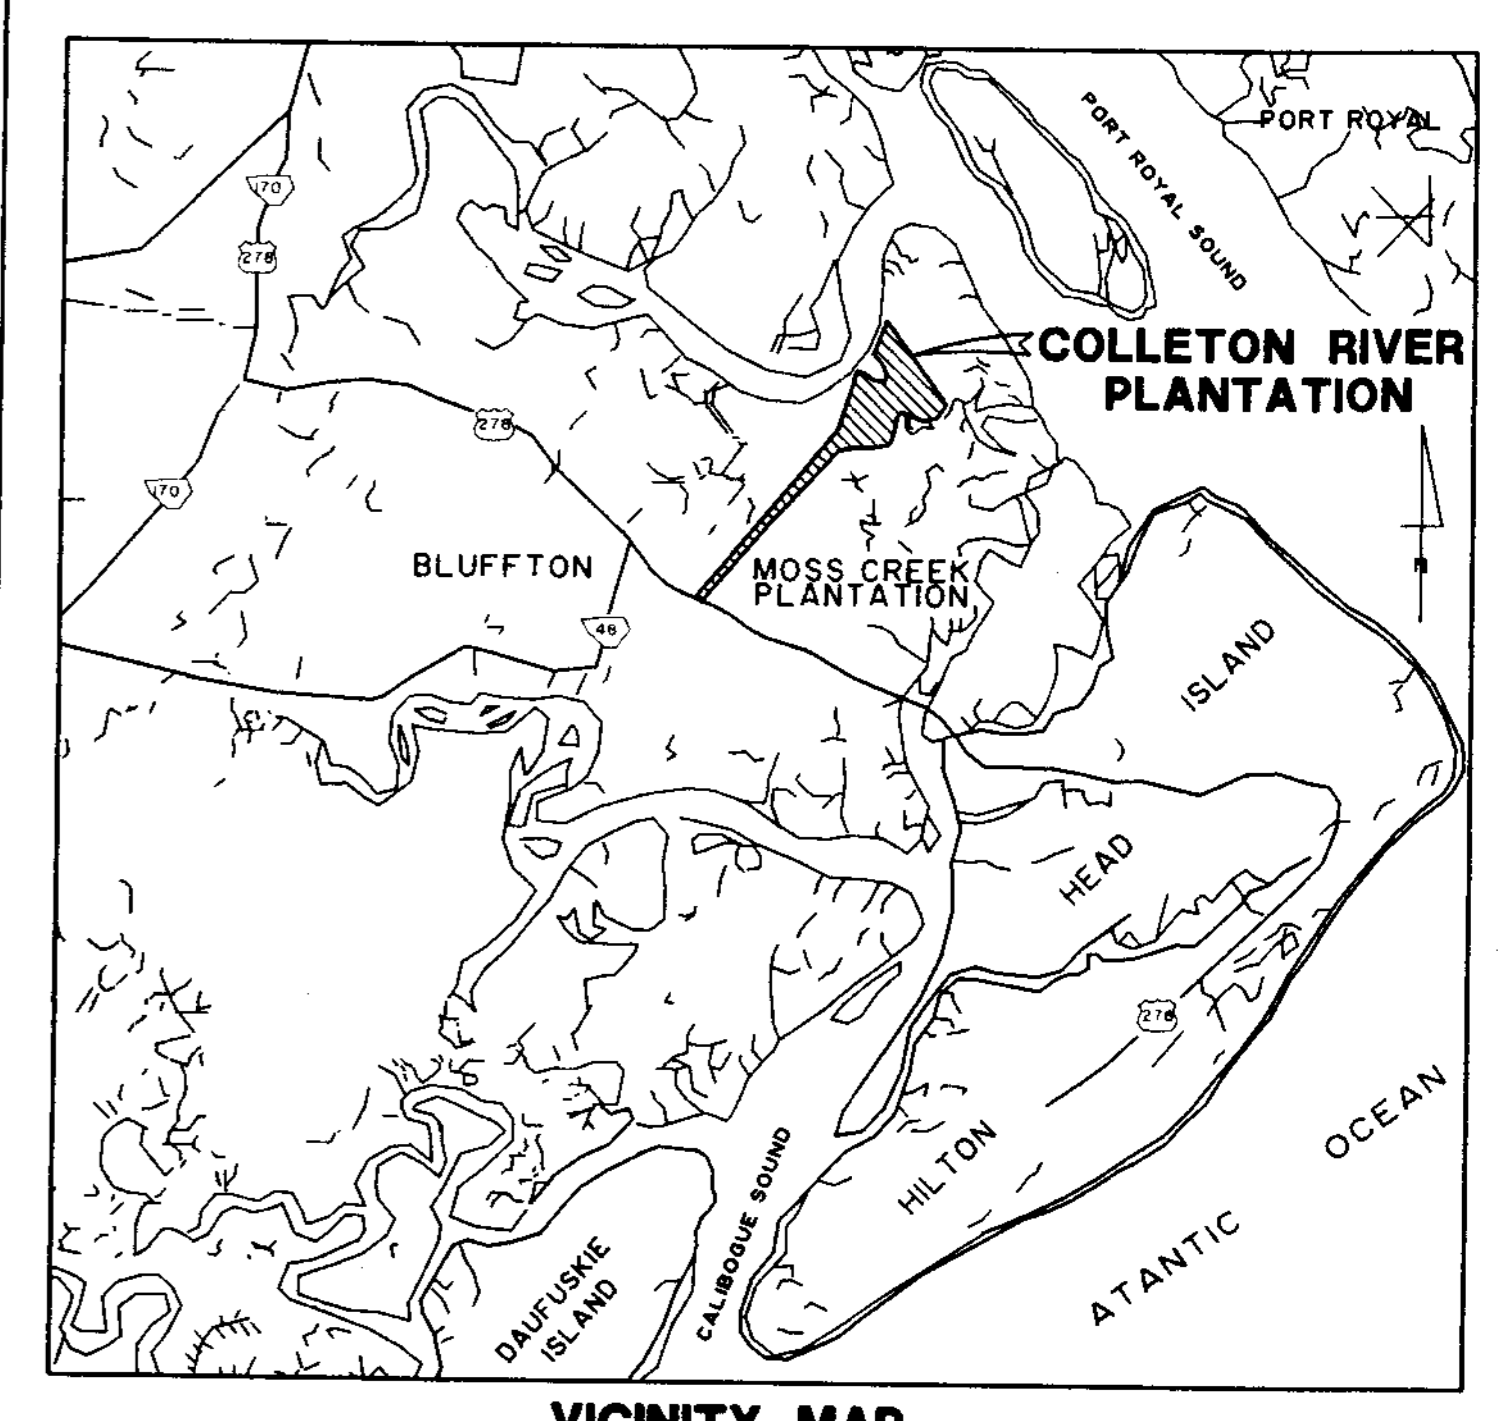 PORT ROYAL
PORT ROYAL SOUND
170
278
COLLETON RIVER
PLANTATION
278
170
BLUFFTON
MOSS CREEK
PLANTATION
N
46
ISLAND
HEAD
278
HILTON
OCEAN
ATANTIC
CALIBOGUE SOUND
DAUFUSKIE
ISLAND
VICINITY MAP